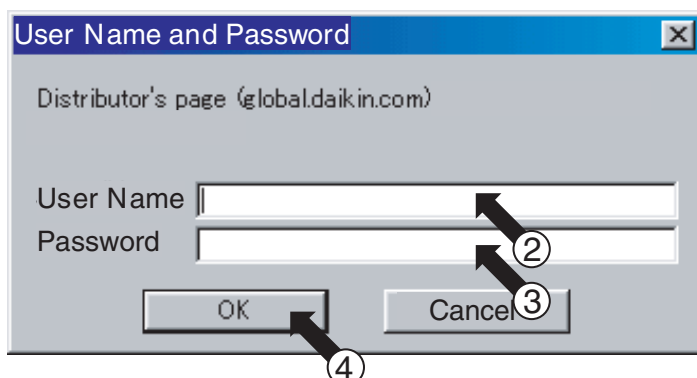 User Name and Password
Distributor's page (global.daikin.com)
User Name
Password
②
OK
Cancel
③
④